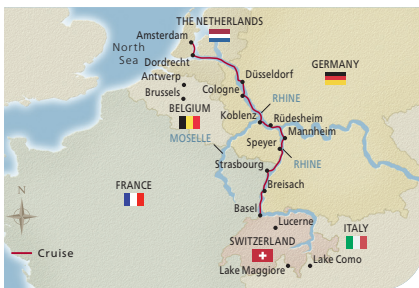 THE NETHERLANDS
Amsterdam
North
Sea
Dordrecht
Antwerp
Brussels
BELGIUM
Düsseldorf
GERMANY
Cologne
RHINE
Koblenz
Rüdesheim
Mannheim
MOSELLE
Speyer
RHINE
Strasbourg
FRANCE
Breisach
N
Basel
Lucerne
ITALY
SWITZERLAND
Cruise
Lake Como
Lake Maggiore